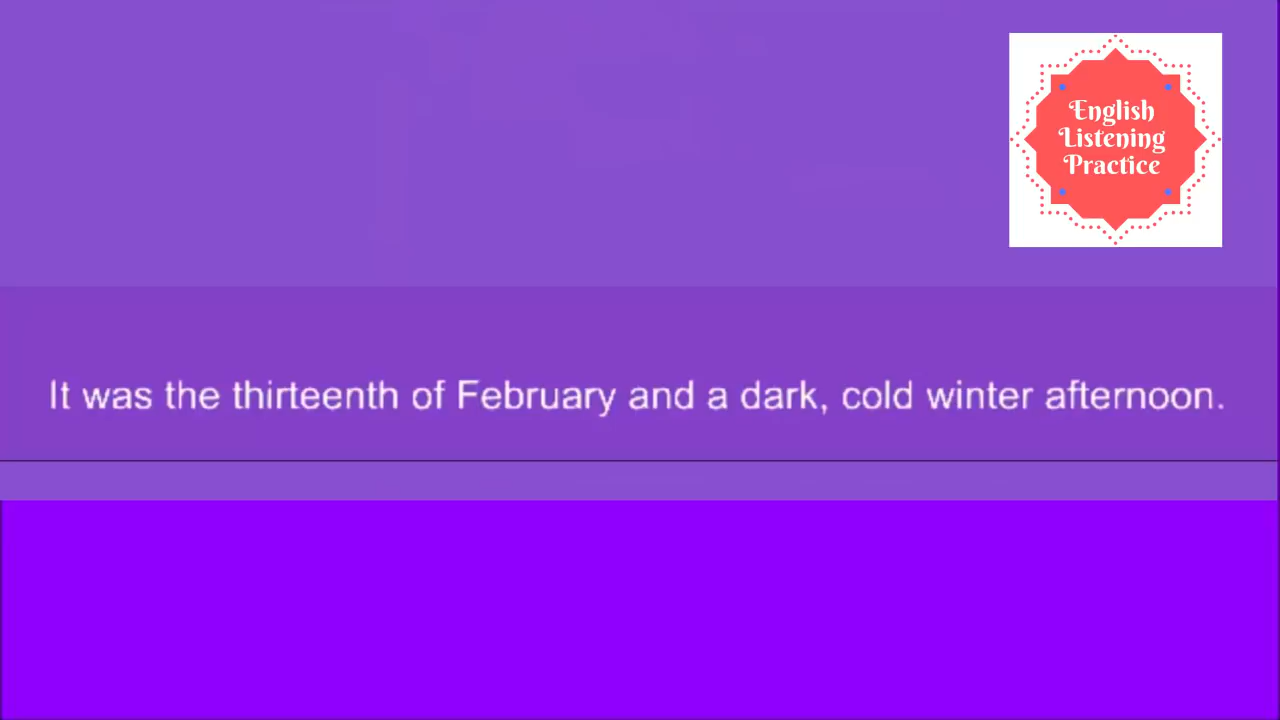 English
Listening
Practice
It was the thirteenth of February and a dark, cold winter afternoon.